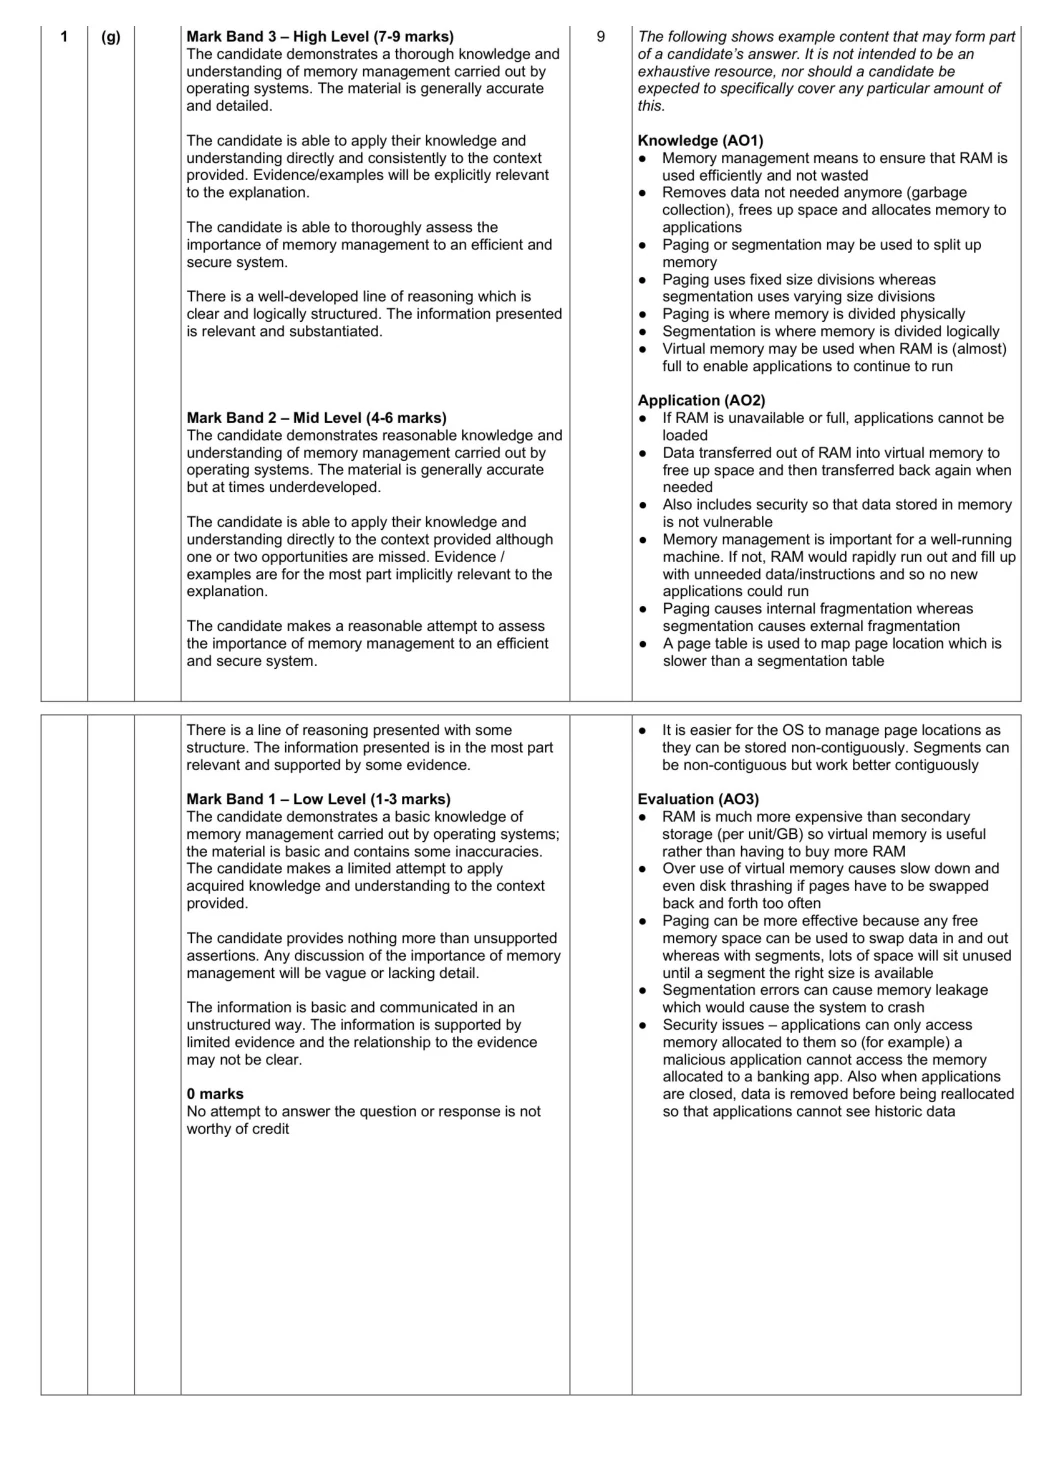 1
(g)
Mark Band 3 – High Level (7-9 marks)
The candidate demonstrates a thorough knowledge and
understanding of memory management carried out by
operating systems. The material is generally accurate
and detailed.
The candidate is able to apply their knowledge and
understanding directly and consistently to the context
provided. Evidence/examples will be explicitly relevant
to the explanation.
The candidate is able to thoroughly assess the
importance of memory management to an efficient and
secure system.
There is a well-developed line of reasoning which is
clear and logically structured. The information presented
is relevant and substantiated.
Mark Band 2 – Mid Level (4-6 marks)
The candidate demonstrates reasonable knowledge and
understanding of memory management carried out by
operating systems. The material is generally accurate
but at times underdeveloped.
The candidate is able to apply their knowledge and
understanding directly to the context provided although
one or two opportunities are missed. Evidence /
examples are for the most part implicitly relevant to the
explanation.
The candidate makes a reasonable attempt to assess
the importance of memory management to an efficient
and secure system.
9
The following shows example content that may form part
of a candidate's answer. It is not intended to be an
exhaustive resource, nor should a candidate be
expected to specifically cover any particular amount of
this.
Knowledge (AO1)
● Memory management means to ensure that RAM is
used efficiently and not wasted
● Removes data not needed anymore (garbage
collection), frees up space and allocates memory to
applications
● Paging or segmentation may be used to split up
memory
● Paging uses fixed size divisions whereas
segmentation uses varying size divisions
● Paging is where memory is divided physically
● Segmentation is where memory is divided logically
● Virtual memory may be used when RAM is (almost)
full to enable applications to continue to run
Application (AO2)
● If RAM is unavailable or full, applications cannot be
loaded
● Data transferred out of RAM into virtual memory to
free up space and then transferred back again when
needed
● Also includes security so that data stored in memory
is not vulnerable
● Memory management is important for a well-running
machine. If not, RAM would rapidly run out and fill up
with unneeded data/instructions and so no new
applications could run
● Paging causes internal fragmentation whereas
segmentation causes external fragmentation
● A page table is used to map page location which is
slower than a segmentation table
There is a line of reasoning presented with some
structure. The information presented is in the most part
relevant and supported by some evidence.
Mark Band 1 – Low Level (1-3 marks)
The candidate demonstrates a basic knowledge of
memory management carried out by operating systems;
the material is basic and contains some inaccuracies.
The candidate makes a limited attempt to apply
acquired knowledge and understanding to the context
provided.
The candidate provides nothing more than unsupported
assertions. Any discussion of the importance of memory
management will be vague or lacking detail.
The information is basic and communicated in an
unstructured way. The information is supported by
limited evidence and the relationship to the evidence
may not be clear.
0 marks
No attempt to answer the question or response is not
worthy of credit
● It is easier for the OS to manage page locations as
they can be stored non-contiguously. Segments can
be non-contiguous but work better contiguously
Evaluation (AO3)
● RAM is much more expensive than secondary
storage (per unit/GB) so virtual memory is useful
rather than having to buy more RAM
● Over use of virtual memory causes slow down and
even disk thrashing if pages have to be swapped
back and forth too often
● Paging can be more effective because any free
memory space can be used to swap data in and out
whereas with segments, lots of space will sit unused
until a segment the right size is available
● Segmentation errors can cause memory leakage
which would cause the system to crash
● Security issues – applications can only access
memory allocated to them so (for example) a
malicious application cannot access the memory
allocated to a banking app. Also when applications
are closed, data is removed before being reallocated
so that applications cannot see historic data